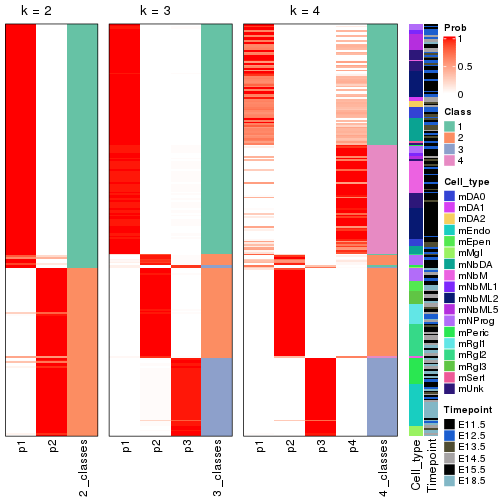 k = 2
k = 3
k = 4
p1
p2
2_classes
p1
p2
p3
3_classes
p1
p2
p3
p4
4_classes
Cell_type
Timepoint
Prob
1
0.5
0
Class
1
2
3
4
Cell_type
mDA0
mDA1
mDA2
mEndo
mEpen
mMgl
mNbDA
mNbM
mNbML1
mNbML2
mNbML5
mNProg
mPeric
mRgl1
mRgl2
mRgl3
mSert
mUnk
Timepoint
E11.5
E12.5
E13.5
E14.5
E15.5
E18.5